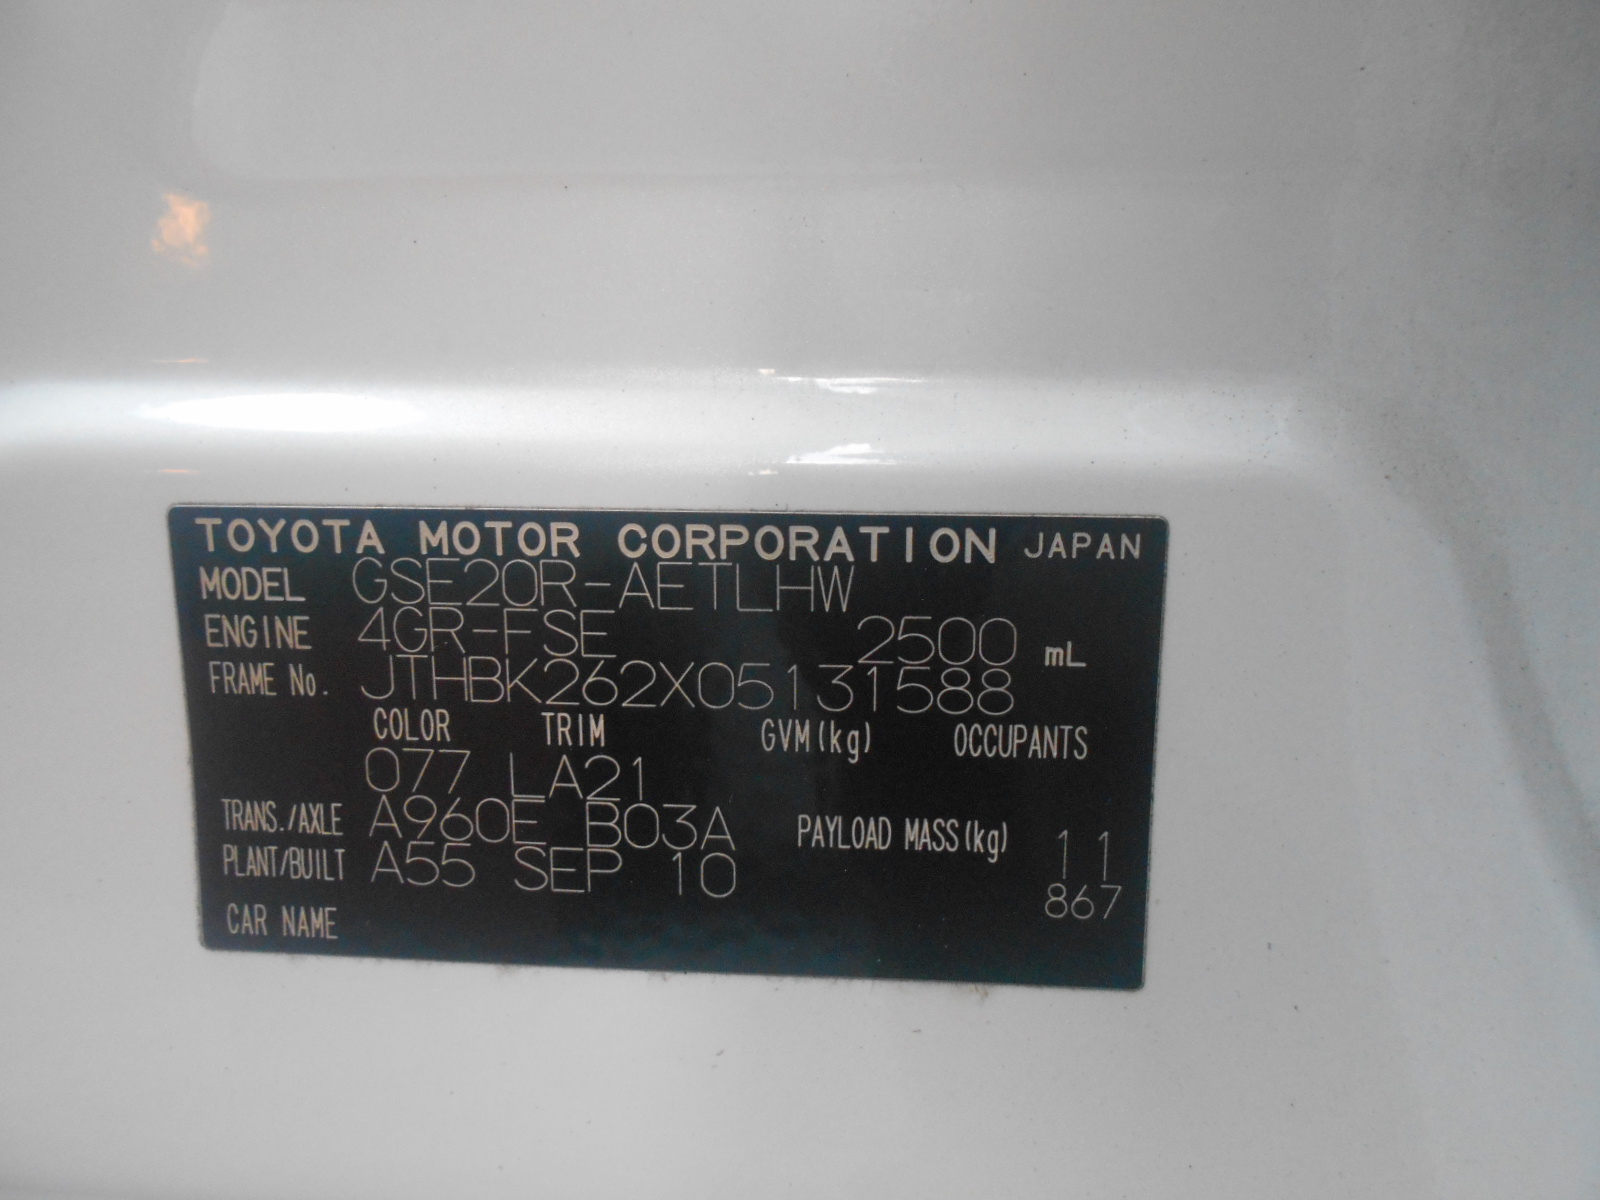 TOYOTA MOTOR CORPORATION JAPAN
MODEL GSE20R-AETLHW
ENGINE 4GR-FSE 2500 mL
FRAME No. JTHBK262X05131588
COLOR TRIM GVM(kg) OCCUPANTS
077 LA21
TRANS./AXLE A960E B03A PAYLOAD MASS(kg) 11
PLANT/BUILT A55 SEP 10 867
CAR NAME